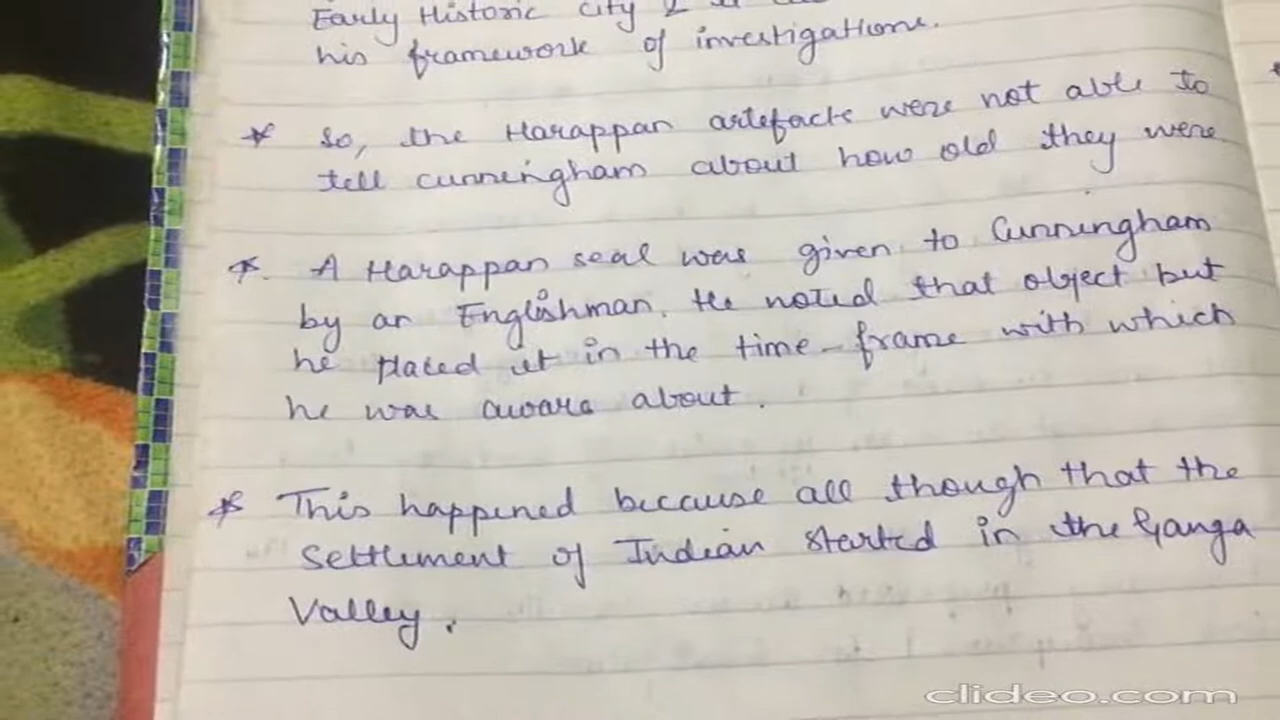 Early Historic City &
his framework of investigations.
* So, the Harappan artefacts were not able to
tell cunningham about how old they were
* A Harappan seal was given to Cunningham
by an Englishman. He noted that object but
he placed it in the time-frame with which
he was aware about.
* This happened because all though that the
settlement of Indian started in the Ganga
Valley.
clideo.com